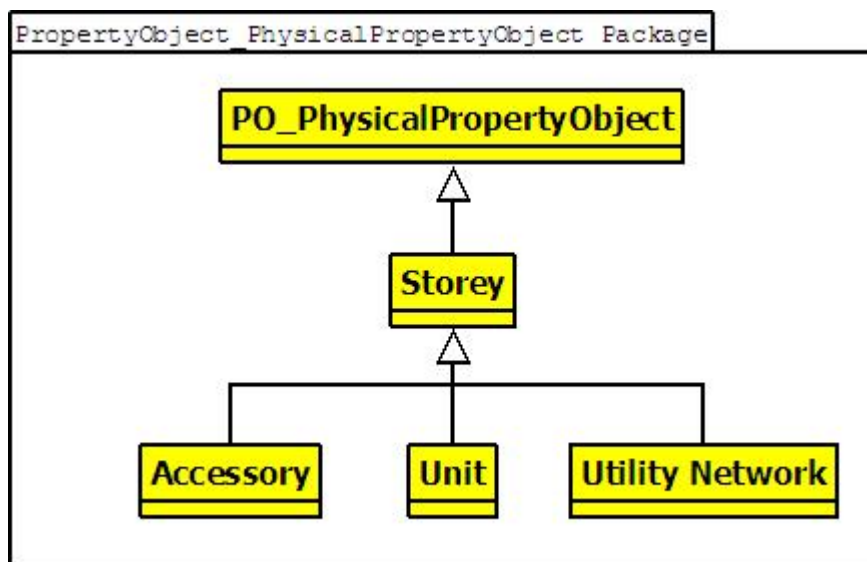 PropertyObject_PhysicalPropertyObject Package
PO_PhysicalPropertyObject
Storey
Accessory Unit Utility Network